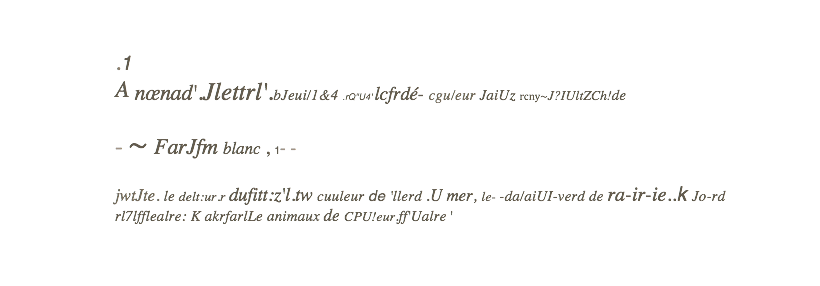 .1
A nœnad'.Jlettrl'.bJeui/1&4 .rQ"U4'lcfrdé- cgu/eur JaiUz rcny~J?IUltZCh!de
- ~ FarJfm blanc , 1- -
jwtJte. le delt:ur.r dufitt:z'l.tw cuuleur de 'llerd .U mer, le- -da/aiUI-verd de ra-ir-ie..k Jo-rd
rl7lfflealre: K akrfarlLe animaux de CPU!eur.ff'Ualre '